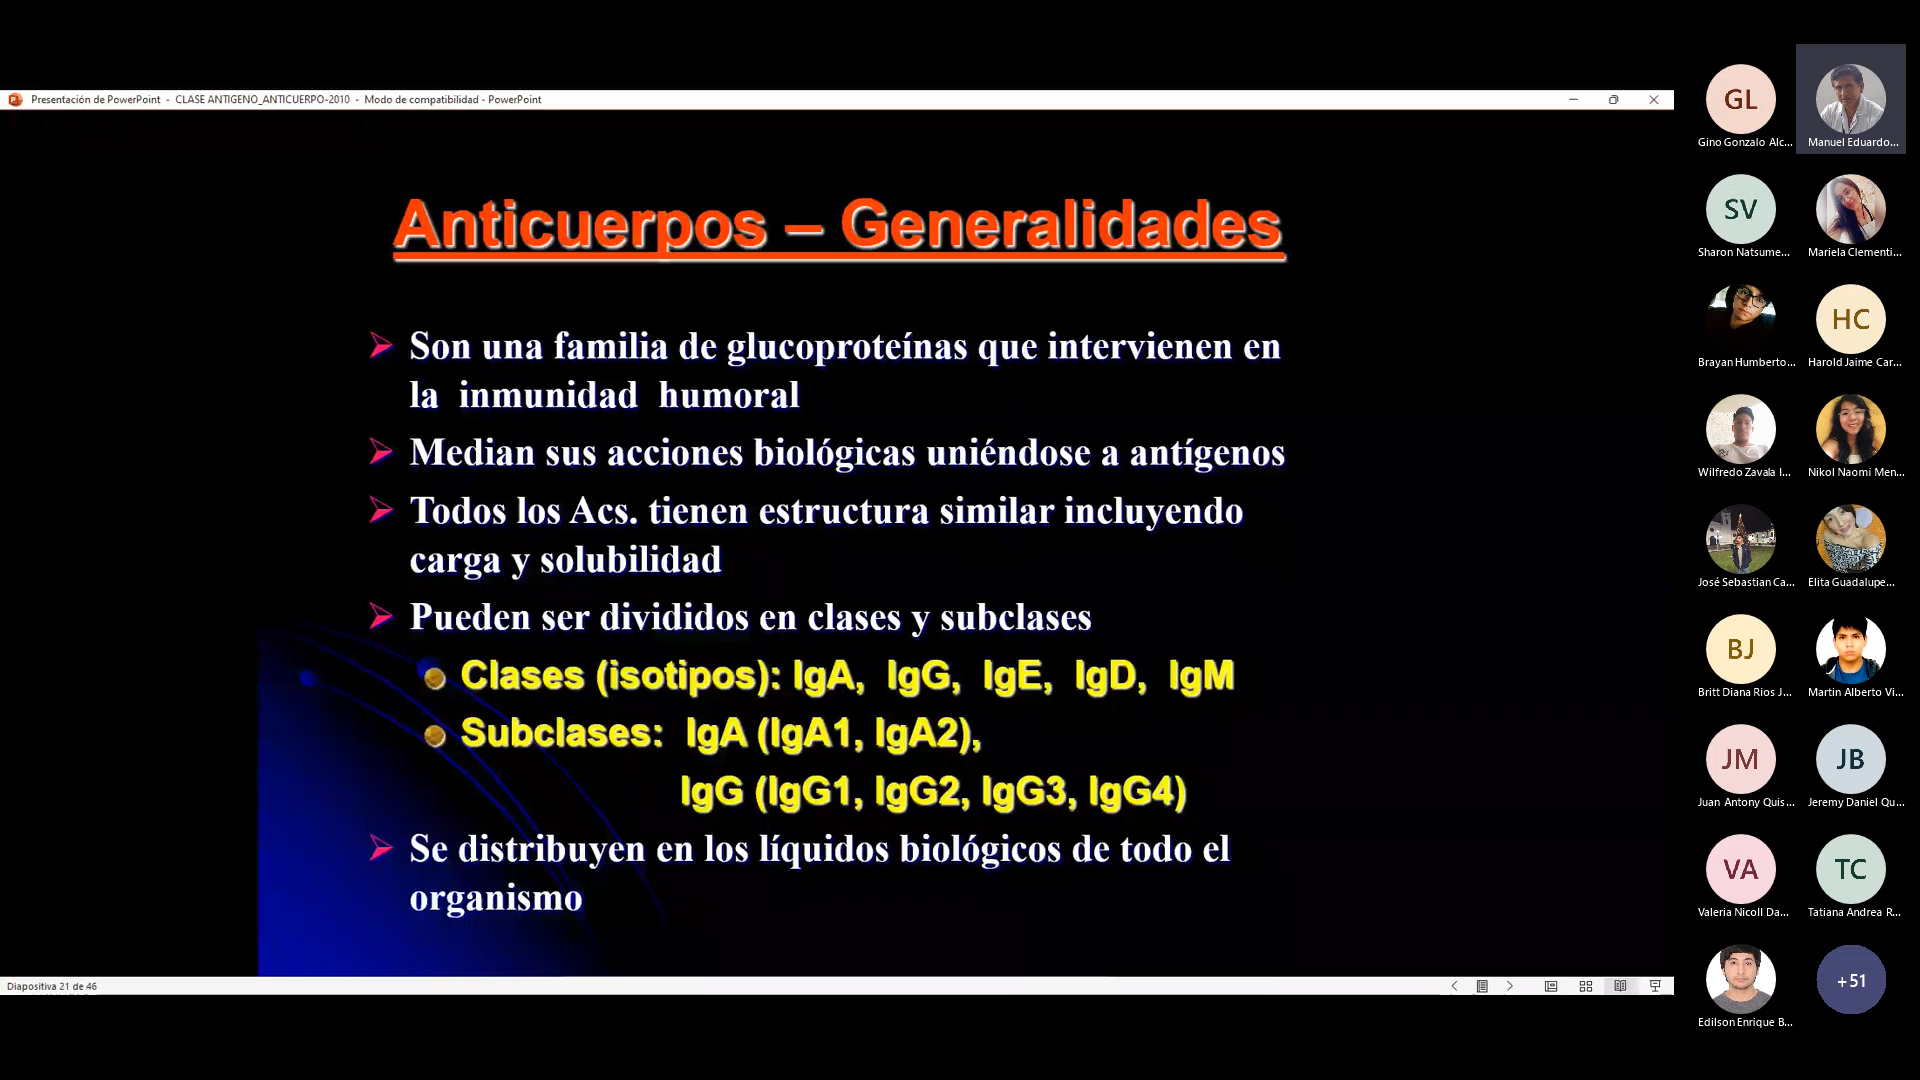 Presentación de PowerPoint - CLASE ANTIGENO_ANTICUERPO-2010 - Modo de compatibilidad - PowerPoint
Anticuerpos – Generalidades
Son una familia de glucoproteínas que intervienen en
la inmunidad humoral
Median sus acciones biológicas uniéndose a antígenos
Todos los Acs. tienen estructura similar incluyendo
carga y solubilidad
Pueden ser divididos en clases y subclases
Clases (isotipos): IgA, IgG, IgE, IgD, IgM
Subclases: IgA (IgA1, IgA2),
IgG (IgG1, IgG2, IgG3, IgG4)
Se distribuyen en los líquidos biológicos de todo el
organismo
Diapositiva 21 de 46
GL
Gino Gonzalo Alc...
Manuel Eduardo...
SV
Sharon Natsume...
Mariela Clementi...
Brayan Humberto...
HC
Harold Jaime Car...
Wilfredo Zavala I...
Nikol Naomi Men...
José Sebastian Ca...
Elita Guadalupe...
BJ
Britt Diana Rios J...
Martin Alberto Vi...
JM
Juan Antony Quis...
JB
Jeremy Daniel Qu...
VA
Valeria Nicoll Da...
TC
Tatiana Andrea R...
Edilson Enrique B...
+51